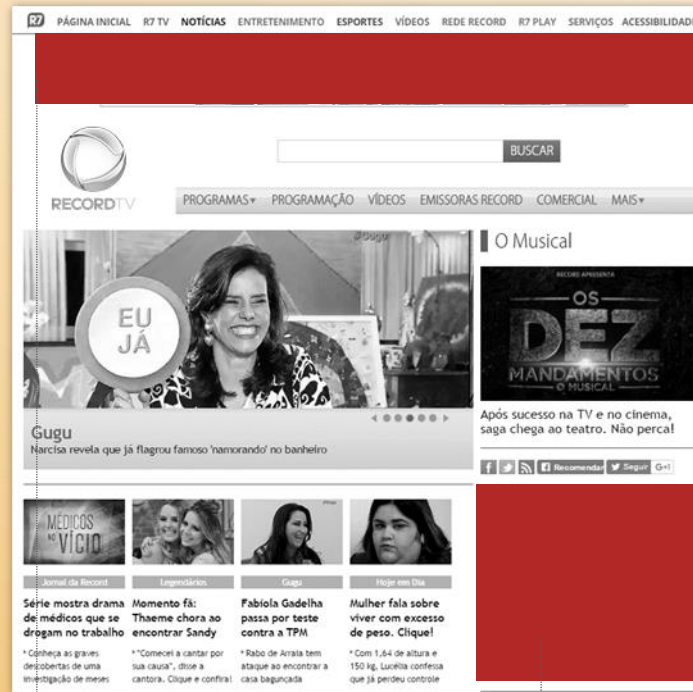 R7 PÁGINA INICIAL R7 TV NOTÍCIAS ENTRETENIMENTO ESPORTES VÍDEOS REDE RECORD R7 PLAY SERVIÇOS ACESSIBILIDAD
BUSCAR
RECORDTV
PROGRAMAS PROGRAMAÇÃO VÍDEOS EMISSORAS RECORD COMERCIAL MAIS
#Gugu
EU
JÁ
Gugu
Narcisa revela que já flagrou famoso 'namorando' no banheiro
O Musical
RECORD APRESENTA
OS
DEZ
MANDAMENTOS
O MUSICAL
Após sucesso na TV e no cinema,
saga chega ao teatro. Não perca!
f Recomendar Seguir G+1
MÉDICOS
NO VÍCIO
Jornal da Record
Série mostra drama
de médicos que se
drogam no trabalho
Conheça as graves
descobertas de uma
investigação de meses
Legendários
Momento fã:
Thaeme chora ao
encontrar Sandy
"Comecei a cantar por
sua causa", disse a
cantora. Clique e confira!
Gugu
Fabíola Gadelha
passa por teste
contra a TPM
Rabo de Arraia tem
ataque ao encontrar a
casa bagunçada
Hoje em Dia
Mulher fala sobre
viver com excesso
de peso. Clique!
Com 1,64 de altura e
150 kg, Lucélia confessa
que já perdeu controle